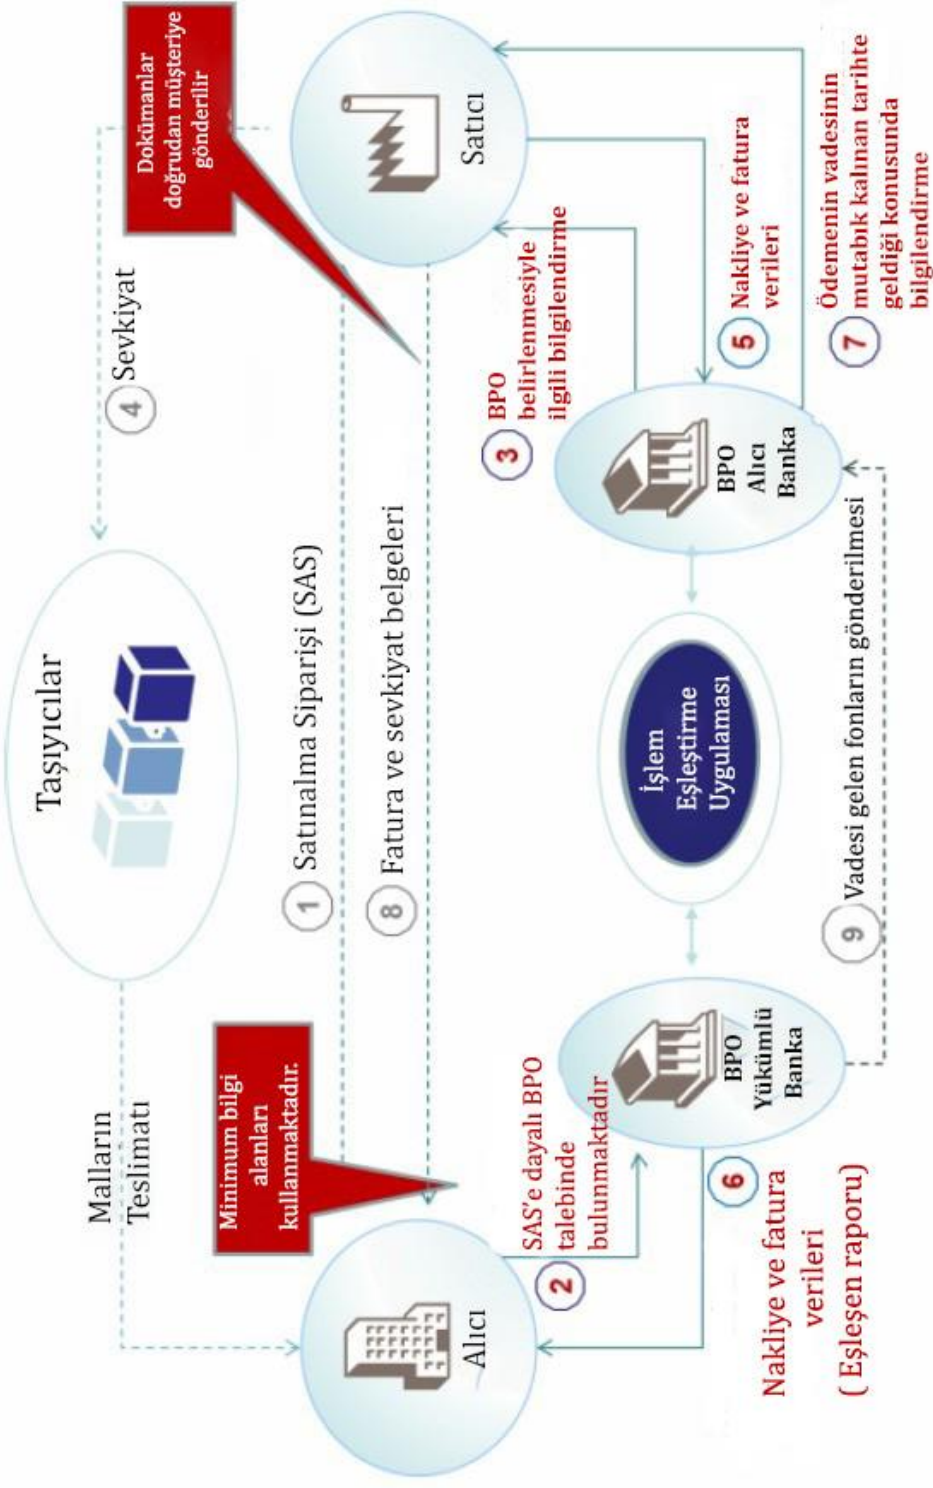 Taşıyıcılar
Malların
Teslimatı
4
Sevkiyat
Dokümanlar
doğrudan müşteriye
gönderilir
Minimum bilgi
alanları
kullanmaktadır.
1
Satınalma Siparişi (SAS)
8
Fatura ve sevkiyat belgeleri
Alıcı
Satıcı
2
SAS'e dayalı BPO
talebinde
bulunmaktadır
3
BPO
belirlenmesiyle
ilgili bilgilendirme
BPO
Yükümlü
Banka
İşlem
Eşleştirme
Uygulaması
BPO
Alıcı
Banka
5
Nakliye ve fatura
verileri
6
Nakliye ve fatura
verileri
( Eşleşen raporu)
9
Vadesi gelen fonların gönderilmesi
7
Ödemenin vadesinin
mutabık kalınan tarihte
geldiği konusunda
bilgilendirme